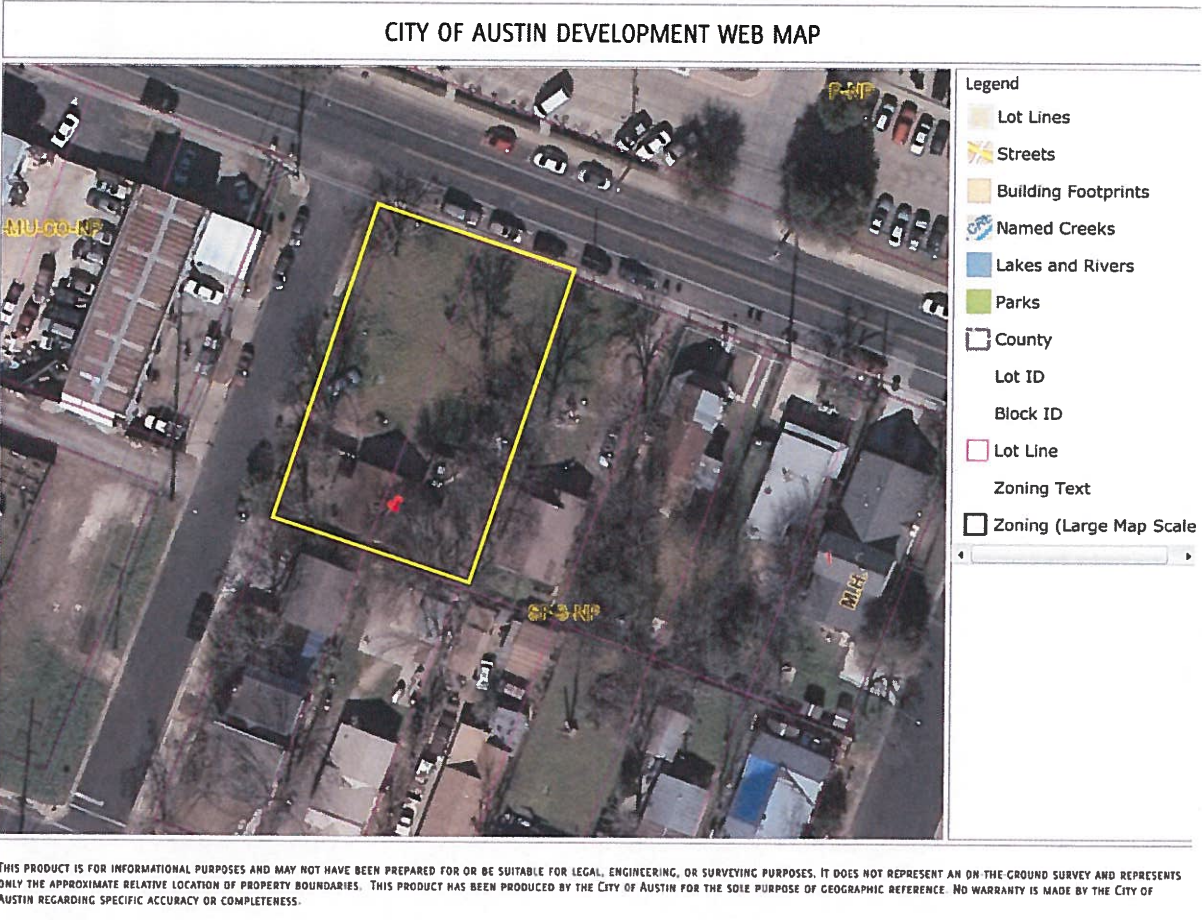 CITY OF AUSTIN DEVELOPMENT WEB MAP
P-NP
-MU-CO-NP
SF-3-NP
MH
Legend
Lot Lines
Streets
Building Footprints
CRE
Named Creeks
Lakes and Rivers
Parks
County
Lot ID
Block ID
Lot Line
Zoning Text
Zoning (Large Map Scale
THIS PRODUCT IS FOR INFORMATIONAL PURPOSES AND MAY NOT HAVE BEEN PREPARED FOR OR BE SUITABLE FOR LEGAL, ENGINEERING, OR SURVEYING PURPOSES. IT DOES NOT REPRESENT AN ON-THE-GROUND SURVEY AND REPRESENTS
ONLY THE APPROXIMATE RELATIVE LOCATION OF PROPERTY BOUNDARIES. THIS PRODUCT HAS BEEN PRODUCED BY THE CITY OF AUSTIN FOR THE SOLE PURPOSE OF GEOGRAPHIC REFERENCE. NO WARRANTY IS MADE BY THE CITY OF
AUSTIN REGARDING SPECIFIC ACCURACY OR COMPLETENESS.